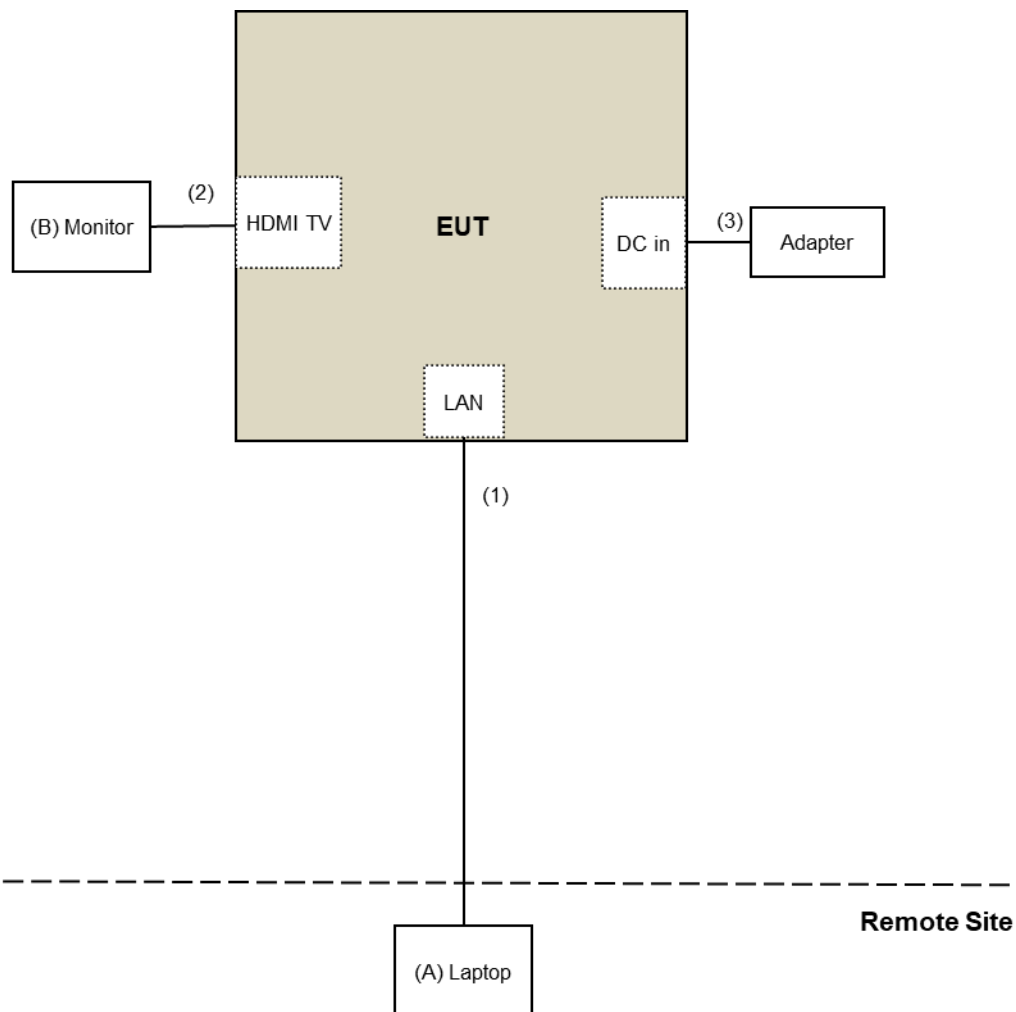 (2)
(B) Monitor
HDMI TV
EUT
DC in
(3)
Adapter
LAN
(1)
Remote Site
(A) Laptop